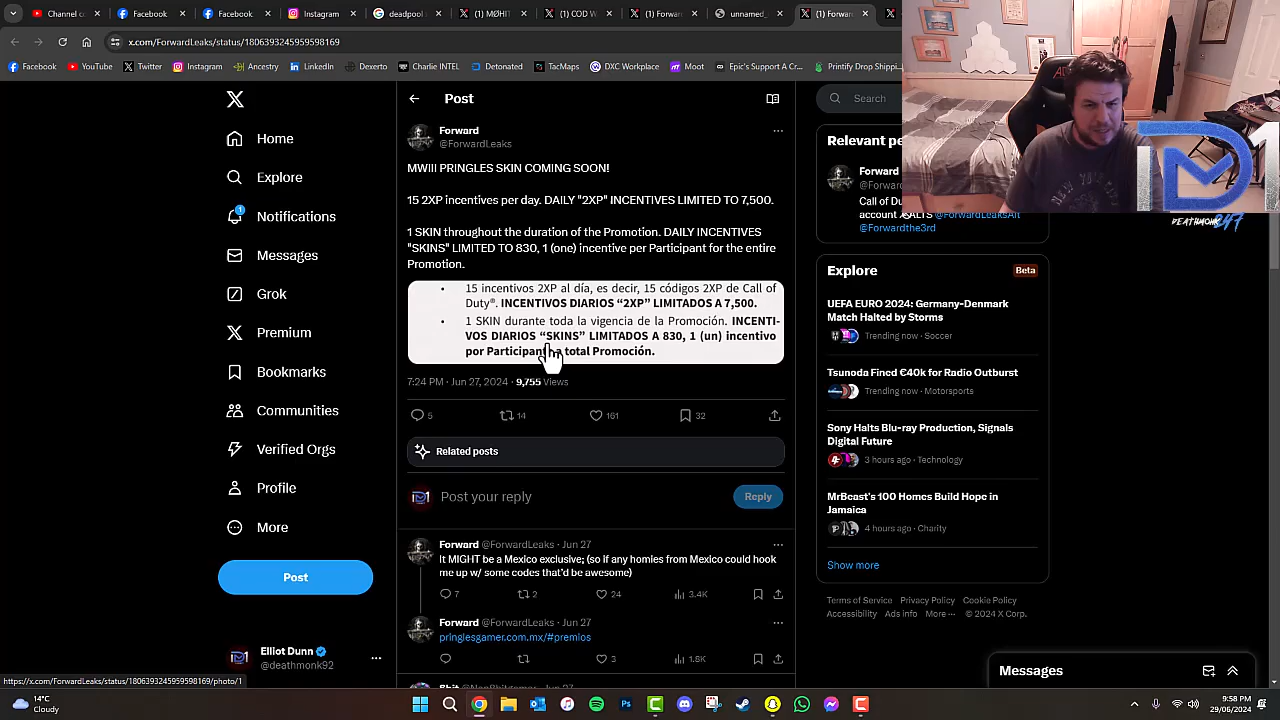 Youtube
Channel
Facebook
Facebook
Instagram
deadpool
(1) MØHIT
(1) COD W
(1) Forwar
unnamed_
(1) Forwar
x.com/ForwardLeaks/status/1806393245959598169
Facebook
YouTube
Twitter
Instagram
Ancestry
LinkedIn
Dexerto
the INTEL
Detonated
TacMaps
DXC Workplace
Moot
Epic's Support A Cr...
Printify Drop Shippi...
Home
Explore
1
Notifications
Messages
Grok
Premium
Bookmarks
Communities
Verified Orgs
Profile
More
Post
Elliot Dunn
@deathmonk92
Post
Forward
@ForwardLeaks
MWIII PRINGLES SKIN COMING SOON!
15 2XP incentives per day. DAILY "2XP" INCENTIVES LIMITED TO 7,500.
1 SKIN throughout the duration of the Promotion. DAILY INCENTIVES
"SKINS" LIMITED TO 830, 1 (one) incentive per Participant for the entire
Promotion.
• 15 incentivos 2XP al día, es decir, 15 códigos 2XP de Call of
Duty®. INCENTIVOS DIARIOS “2XP” LIMITADOS A 7,500.
• 1 SKIN durante toda la vigencia de la Promoción. INCENTI-
VOS DIARIOS “SKINS” LIMITADOS A 830, 1 (un) incentivo
por Participant total Promoción.
7:24 PM · Jun 27, 2024 · 9,755 Views
5
14
161
32
Related posts
Post your reply
Reply
Forward @ForwardLeaks · Jun 27
It MIGHT be a Mexico exclusive; (so if any homies from Mexico could hook
me up w/ some codes that'd be awesome)
7
2
24
3.4K
Forward @ForwardLeaks · Jun 27
pringlesgamer.com.mx/#premios
3
1.8K
Search
Relevant pe
Forward
@Forwar
Call of Duty
account ALTS @ForwardLeaksAlt
@Forwardthe3rd
Explore
Beta
UEFA EURO 2024: Germany-Denmark
Match Halted by Storms
Trending now · Soccer
Tsunoda Fined €40k for Radio Outburst
Trending now · Motorsports
Sony Halts Blu-ray Production, Signals
Digital Future
3 hours ago · Technology
MrBeast's 100 Homes Build Hope in
Jamaica
4 hours ago · Charity
Show more
Terms of Service Privacy Policy Cookie Policy
Accessibility Ads info More ··· © 2024 X Corp.
Messages
DM1
DEATHMONK
847
https://x.com/ForwardLeaks/status/1806393245959598169/photo/1
14°C
Cloudy
9:58 PM
29/06/2024